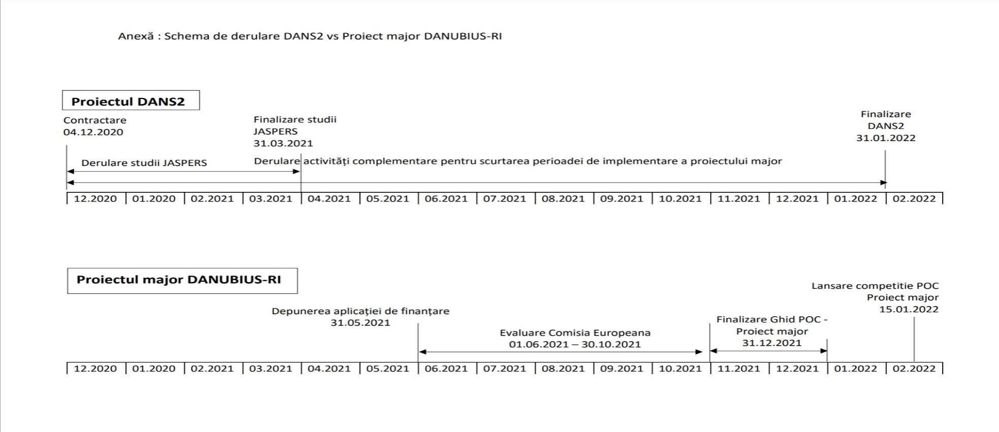 Anexă : Schema de derulare DANS2 vs Proiect major DANUBIUS-RI
Proiectul DANS2
Contractare
04.12.2020
Finalizare studii
JASPERS
31.03.2021
Finalizare
DANS2
31.01.2022
Derulare studii JASPERS
Derulare activități complementare pentru scurtarea perioadei de implementare a proiectului major
12.2020 01.2020 02.2021 03.2021 04.2021 05.2021 06.2021 07.2021 08.2021 09.2021 10.2021 11.2021 12.2021 01.2022 02.2022
Proiectul major DANUBIUS-RI
Depunerea aplicației de finanțare
31.05.2021
Evaluare Comisia Europeana
01.06.2021 – 30.10.2021
Finalizare Ghid POC -
Proiect major
31.12.2021
Lansare competitie POC
Proiect major
15.01.2022
12.2020 01.2020 02.2021 03.2021 04.2021 05.2021 06.2021 07.2021 08.2021 09.2021 10.2021 11.2021 12.2021 01.2022 02.2022